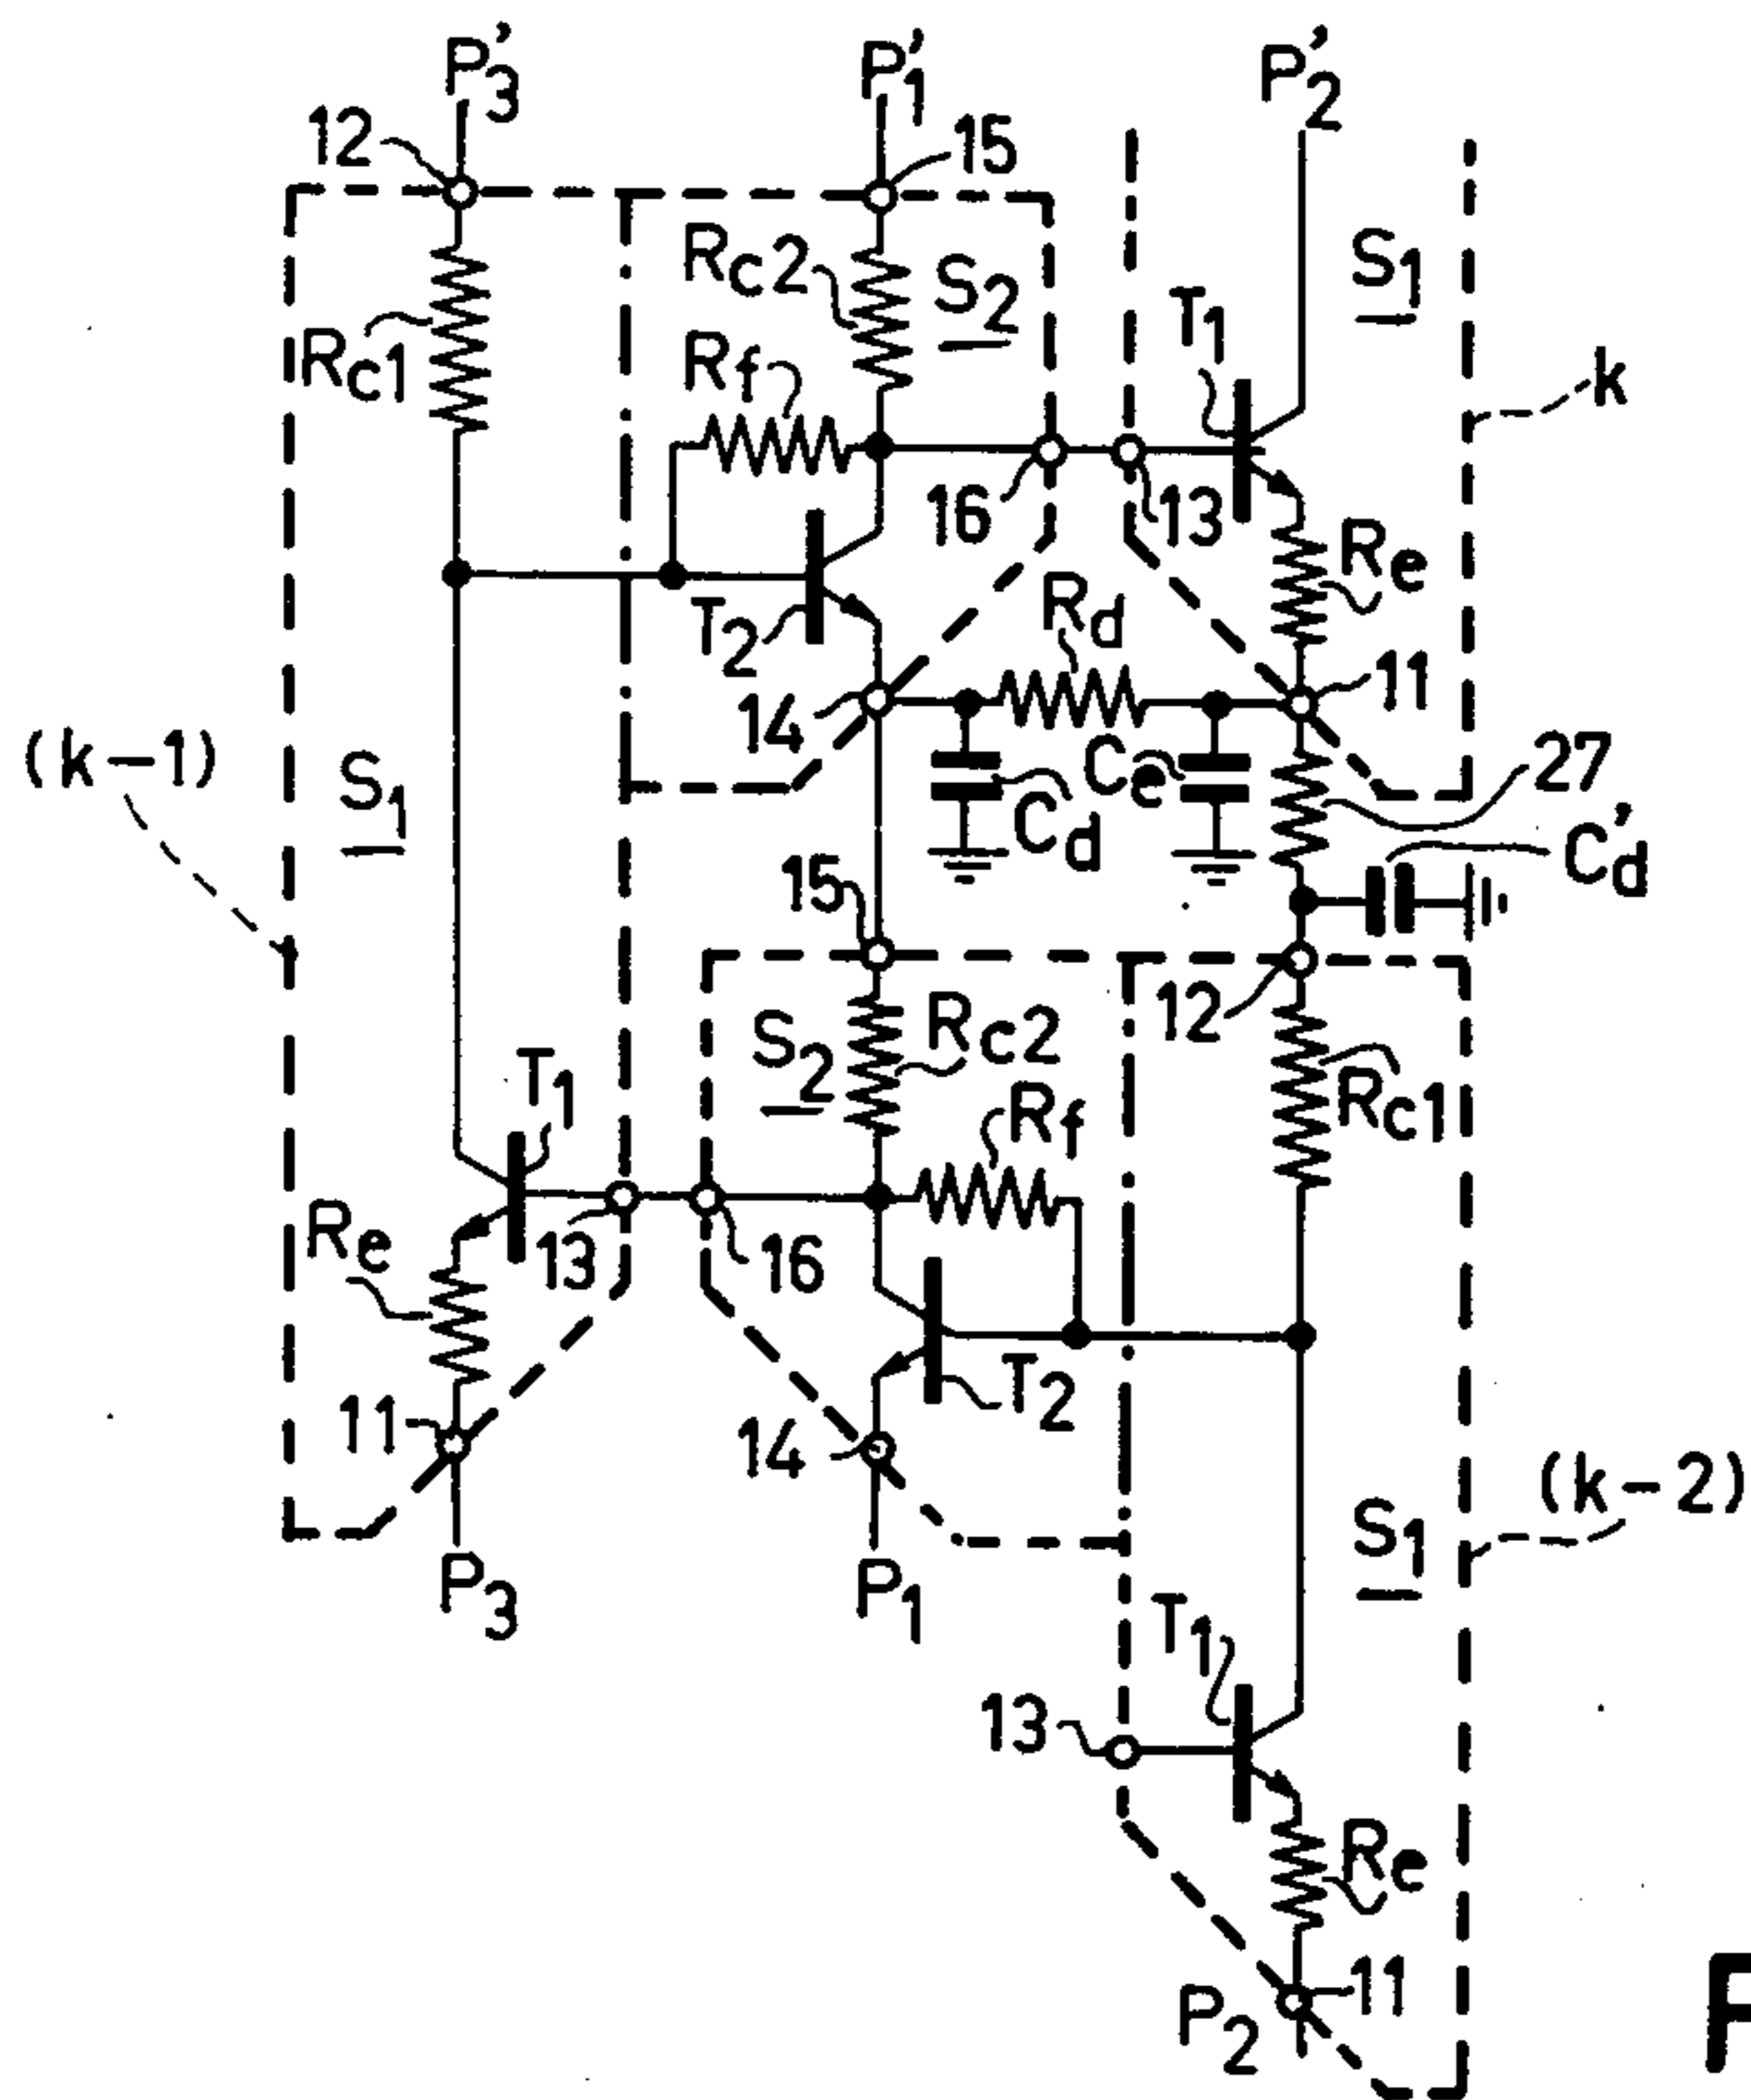 P'3 P'1 P'2
12 15
Rc2 S2 S1
T1
Rc1 Rf k
16 13
Re
Rd
T2
14 11
(k-1) S1 Ce 27
Cd C'd
15
12
S2 Rc2
T1 Rc1
Rf
Re 13 16
T2
11 14
(k-2)
S1
P3 P1
T1
13
Re
11
P2
F